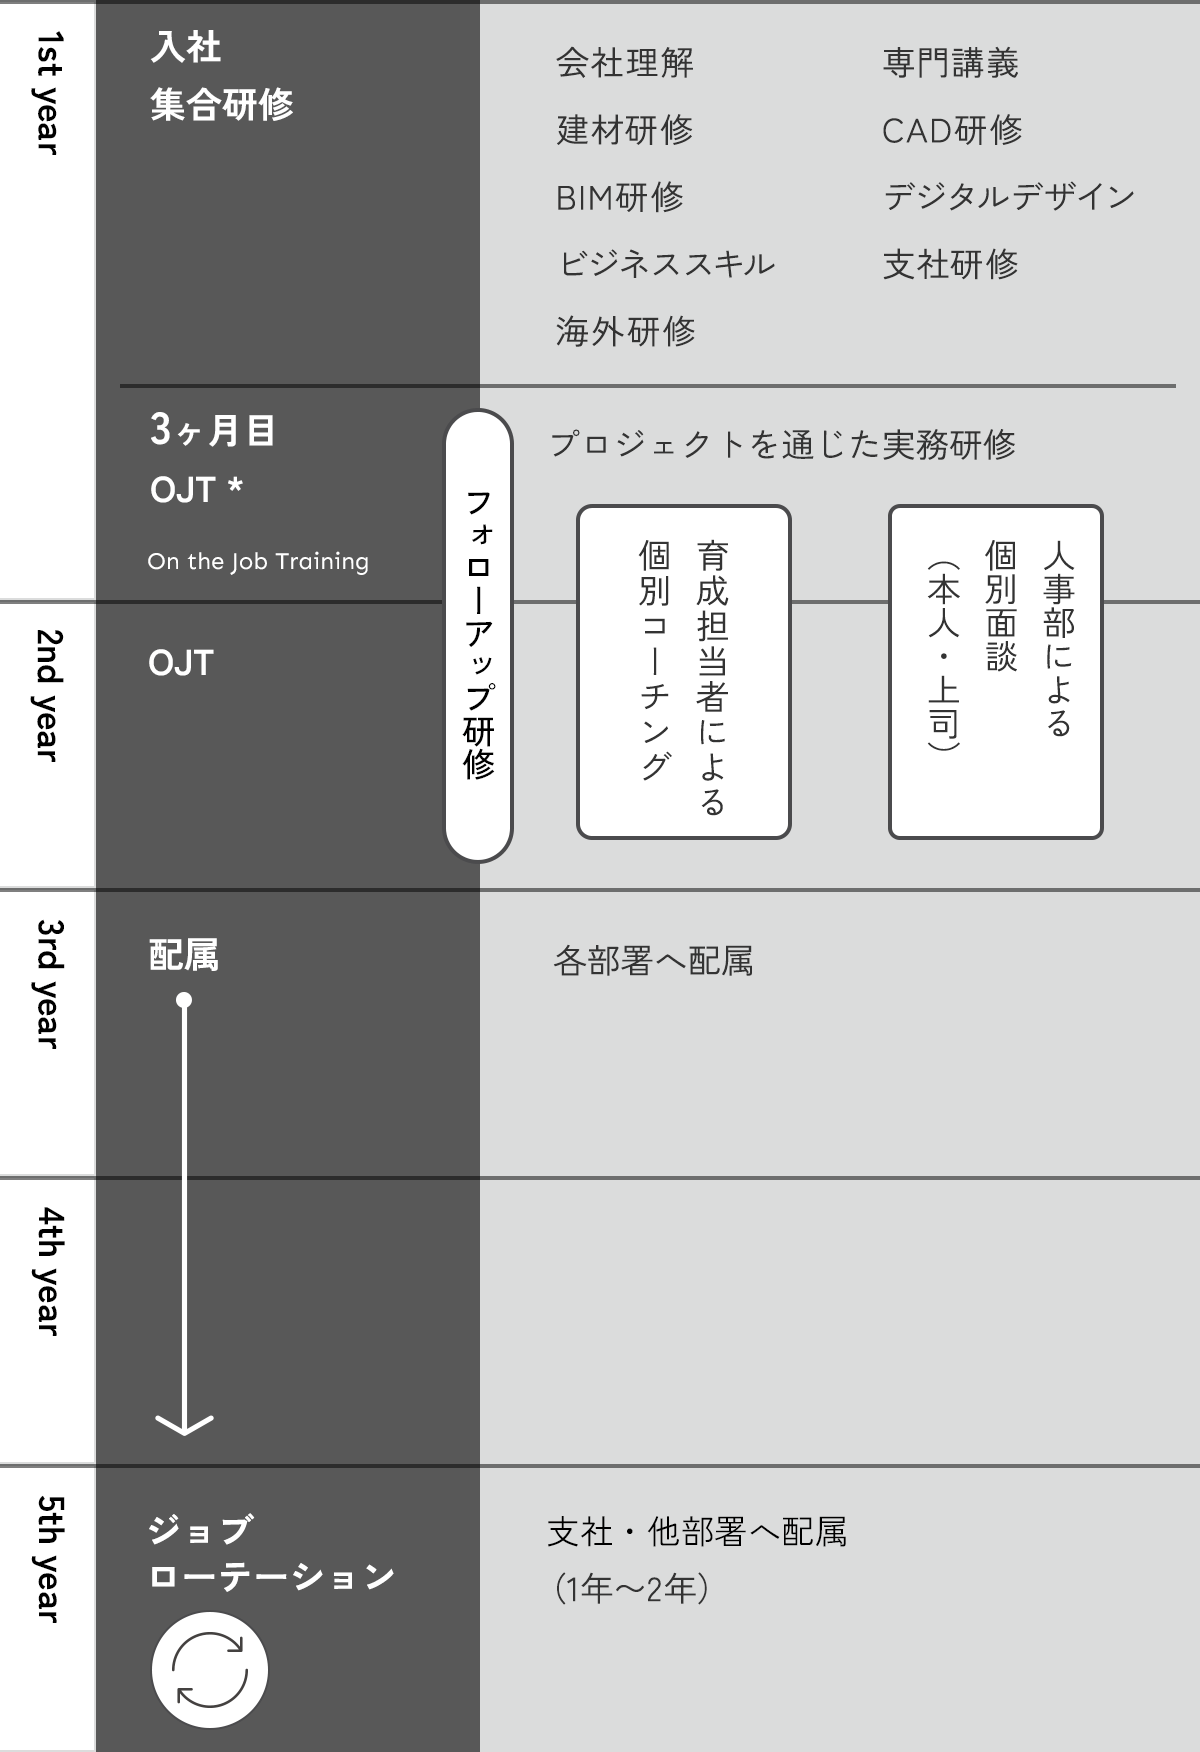 1st year
入社
集合研修
会社理解
専門講義
建材研修
CAD研修
BIM研修
デジタルデザイン
ビジネススキル
支社研修
海外研修
3ヶ月目
OJT *
On the Job Training
プロジェクトを通じた実務研修
フォローアップ研修
育成担当者による
個別コーチング
人事部による
個別面談
（本人・上司）
2nd year
OJT
3rd year
配属
各部署へ配属
4th year
5th year
ジョブ
ローテーション
支社・他部署へ配属
（1年〜2年）